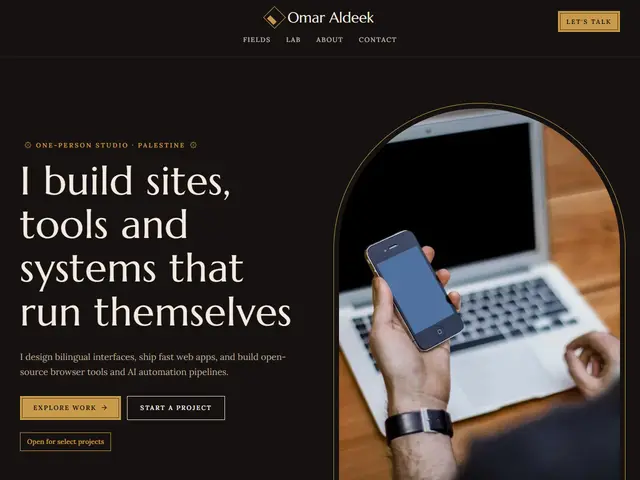 Omar Aldeek
FIELDS LAB ABOUT CONTACT
LET'S TALK
ONE-PERSON STUDIO · PALESTINE
I build sites,
tools and
systems that
run themselves
I design bilingual interfaces, ship fast web apps, and build open-
source browser tools and AI automation pipelines.
EXPLORE WORK →
START A PROJECT
Open for select projects